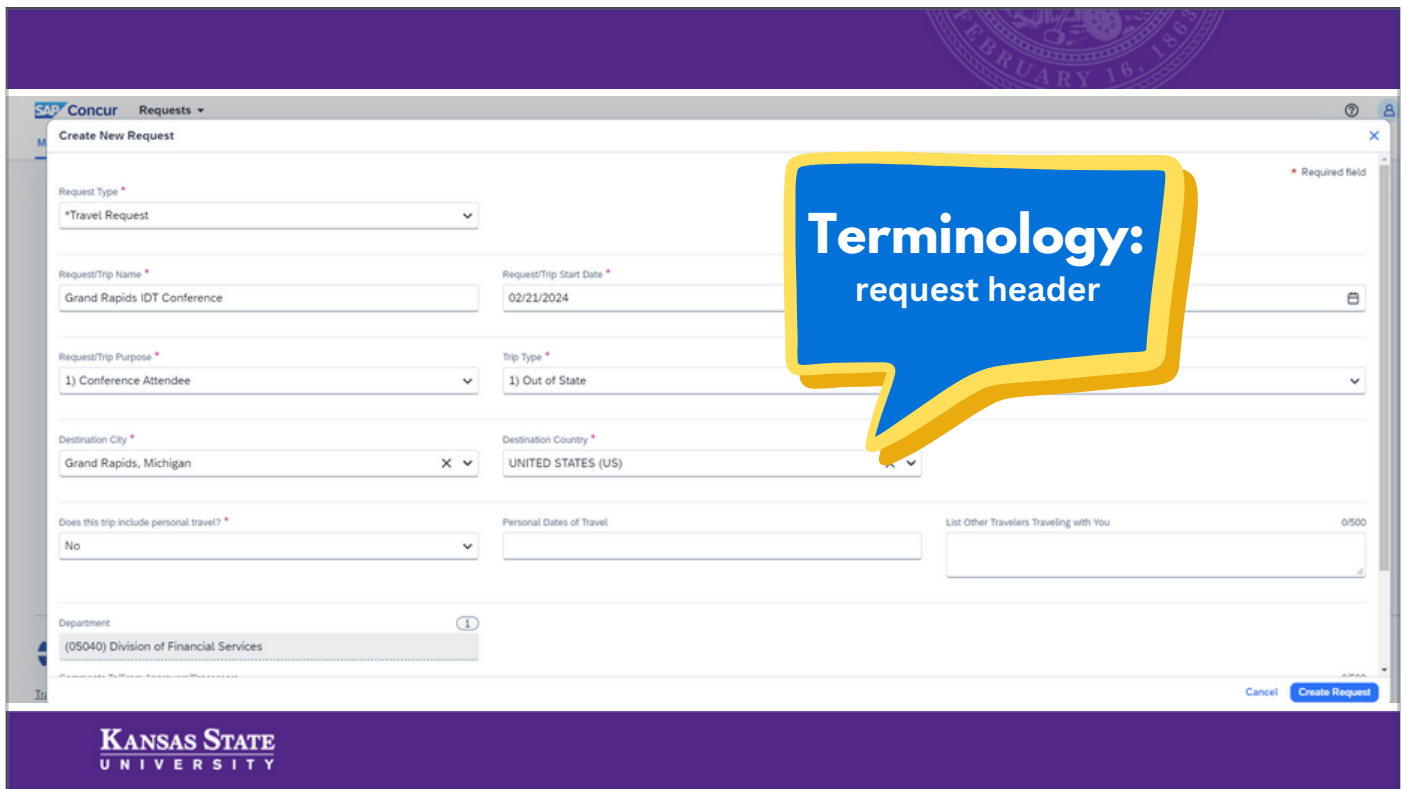 FEBRUARY 16, 1863
SAP Concur Requests
Create New Request
* Required field
Request Type *
*Travel Request
Terminology:
request header
Request/Trip Name * Request/Trip Start Date *
Grand Rapids IDT Conference 02/21/2024
Request/Trip Purpose * Trip Type *
1) Conference Attendee 1) Out of State
Destination City * Destination Country *
Grand Rapids, Michigan UNITED STATES (US)
Does this trip include personal travel? * Personal Dates of Travel List Other Travelers Traveling with You 0/500
No
Department 1
(05040) Division of Financial Services
Cancel Create Request
KANSAS STATE
UNIVERSITY